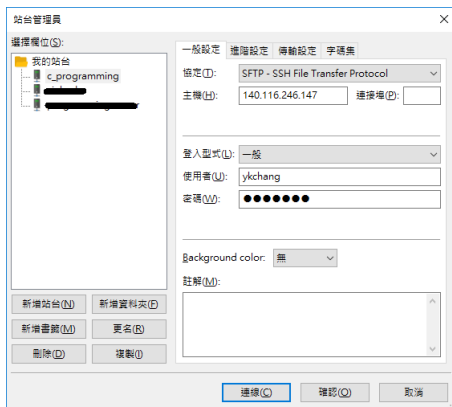 站台管理員
選擇欄位(S):
我的站台
c_programming
新增站台(N)
新增資料夾(F)
新增書籤(M)
更名(R)
刪除(D)
複製(I)
一般設定 進階設定 傳輸設定 字碼集
協定(T): SFTP - SSH File Transfer Protocol
主機(H): 140.116.246.147 連接埠(P):
登入型式(L): 一般
使用者(U): ykchang
密碼(W): ●●●●●●●
Background color: 無
註解(M):
連線(C) 確認(O) 取消